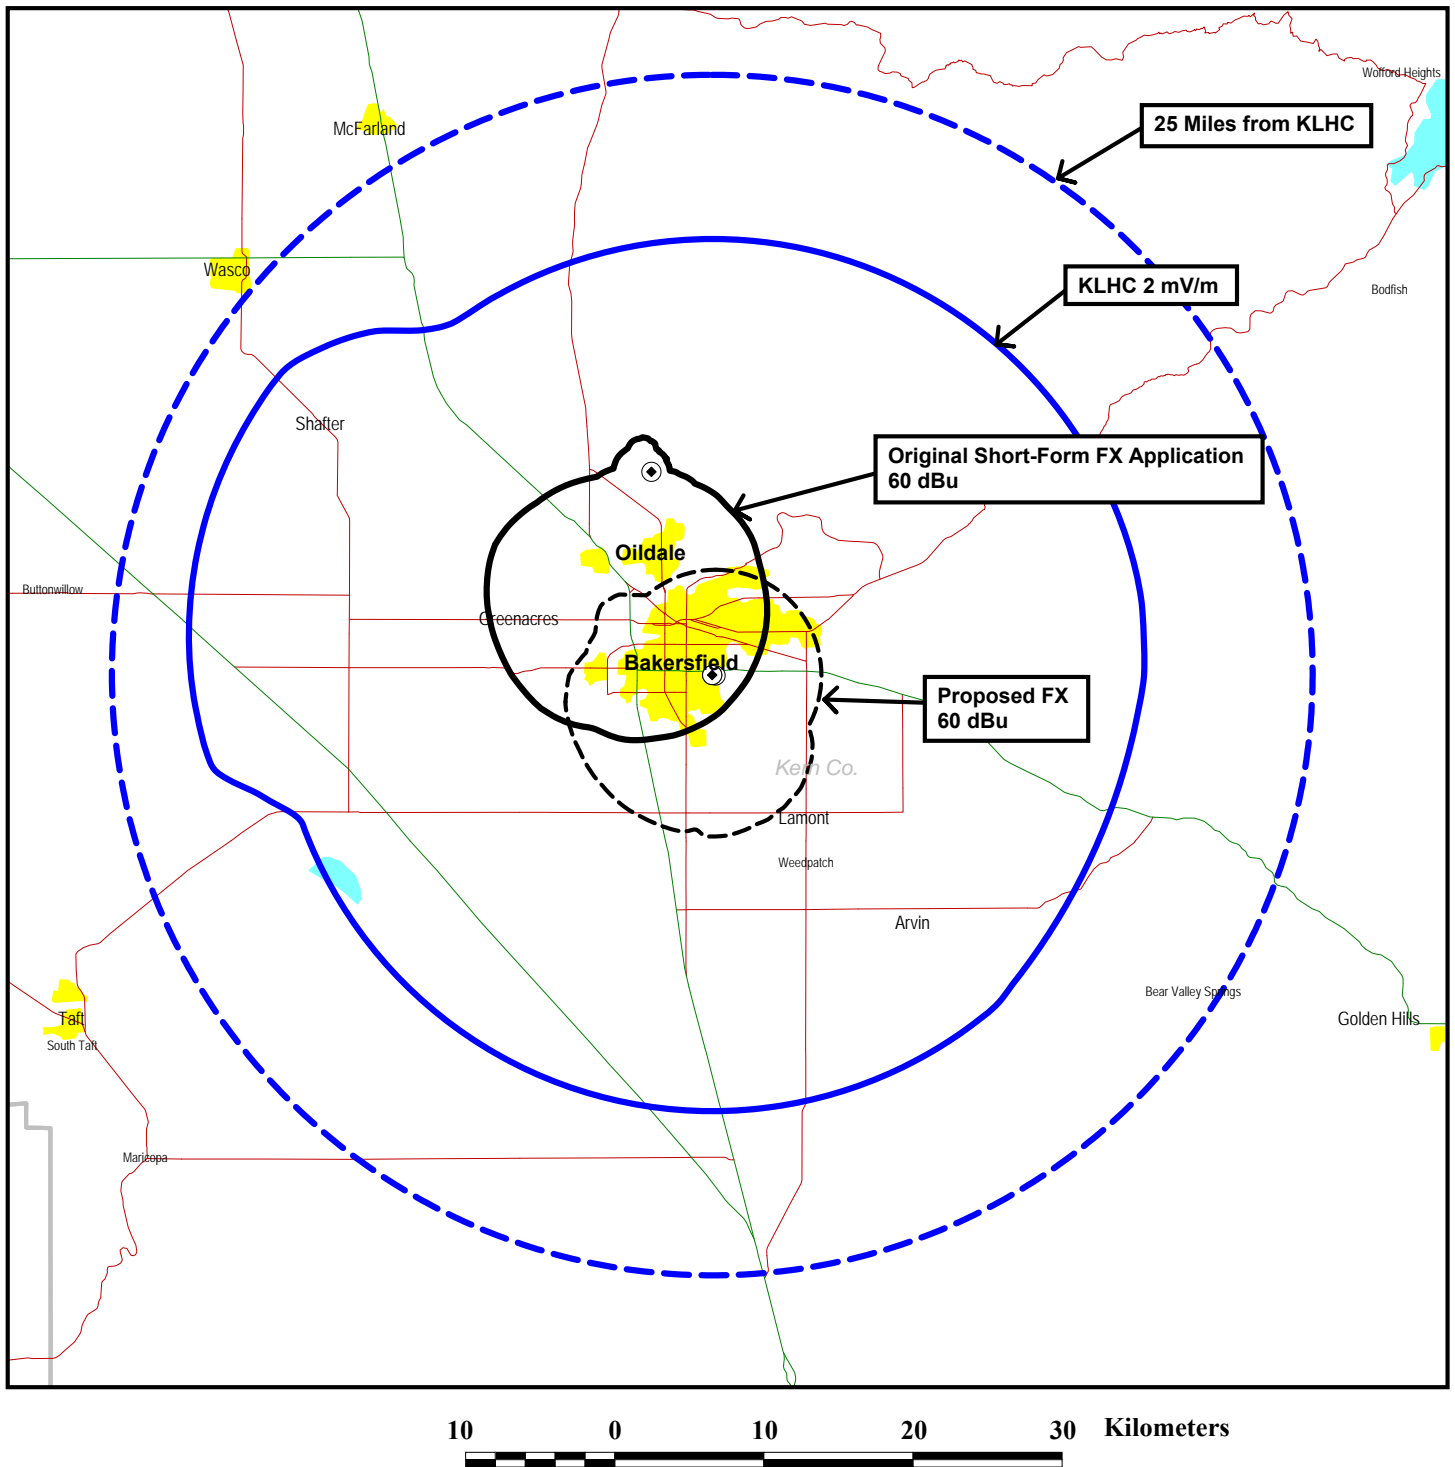 Wofford Heights
25 Miles from KLHC
McFarland
Wasco
KLHC 2 mV/m
Bodfish
Shafter
Original Short-Form FX Application
60 dBu
Oildale
Buttonwillow
Greenacres
Bakersfield
Proposed FX
60 dBu
Kern Co.
Lamont
Weedpatch
Arvin
Bear Valley Springs
Taft
Golden Hills
South Taft
Maricopa
10 0 10 20 30 Kilometers